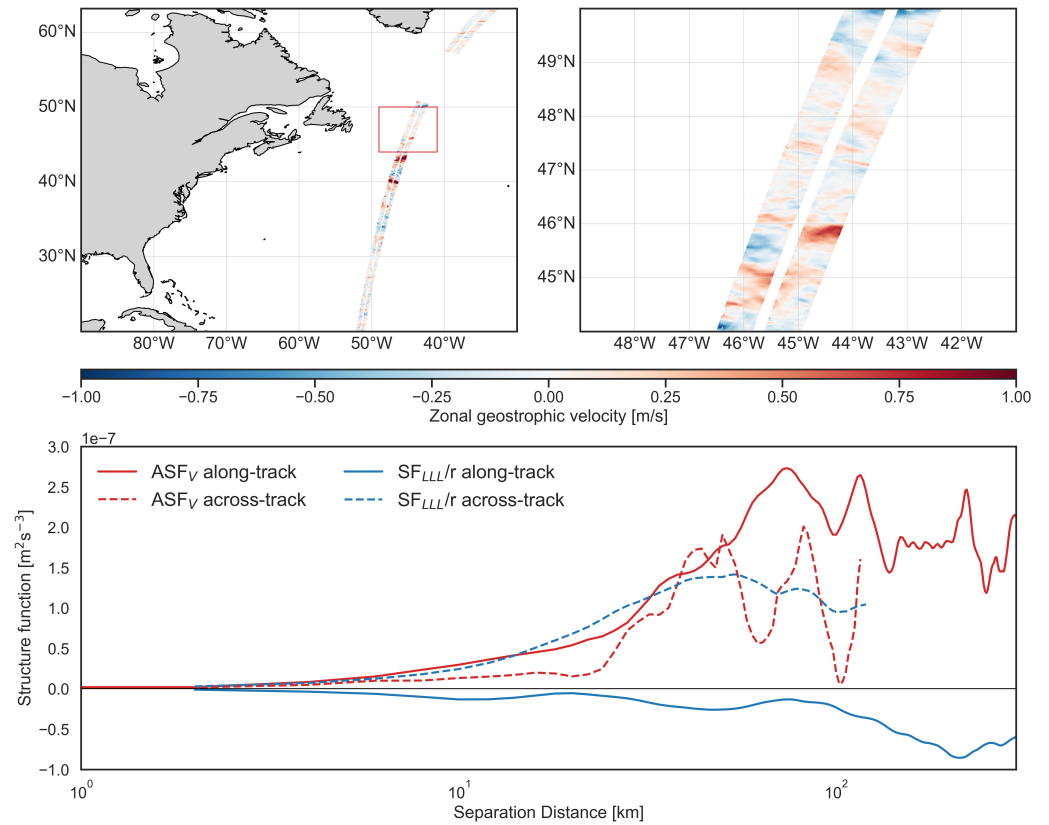 60°N
50°N
40°N
30°N
80°W 70°W 60°W 50°W 40°W
49°N
48°N
47°N
46°N
45°N
48°W 47°W 46°W 45°W 44°W 43°W 42°W
−1.00 −0.75 −0.50 −0.25 0.00 0.25 0.50 0.75 1.00
Zonal geostrophic velocity [m/s]
1e−7
3.0
2.5
2.0
1.5
1.0
0.5
0.0
−0.5
−1.0
Structure function [m²s⁻³]
ASF_V along-track
ASF_V across-track
SF_LLL/r along-track
SF_LLL/r across-track
10⁰ 10¹ 10²
Separation Distance [km]